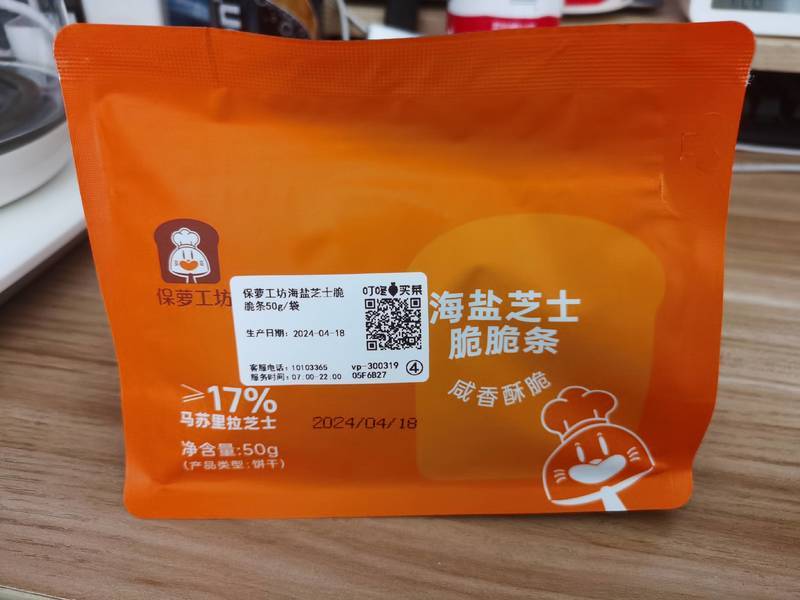 保萝工坊
保萝工坊海盐芝士脆
脆条50g/袋
叮咚买菜
生产日期: 2024-04-18
客服电话: 10103365
服务时间: 07:00-22:00
vp-300319
05F6B27
④
海盐芝士
脆脆条
咸香酥脆
≥17%
马苏里拉芝士
2024/04/18
净含量:50g
(产品类型:饼干)